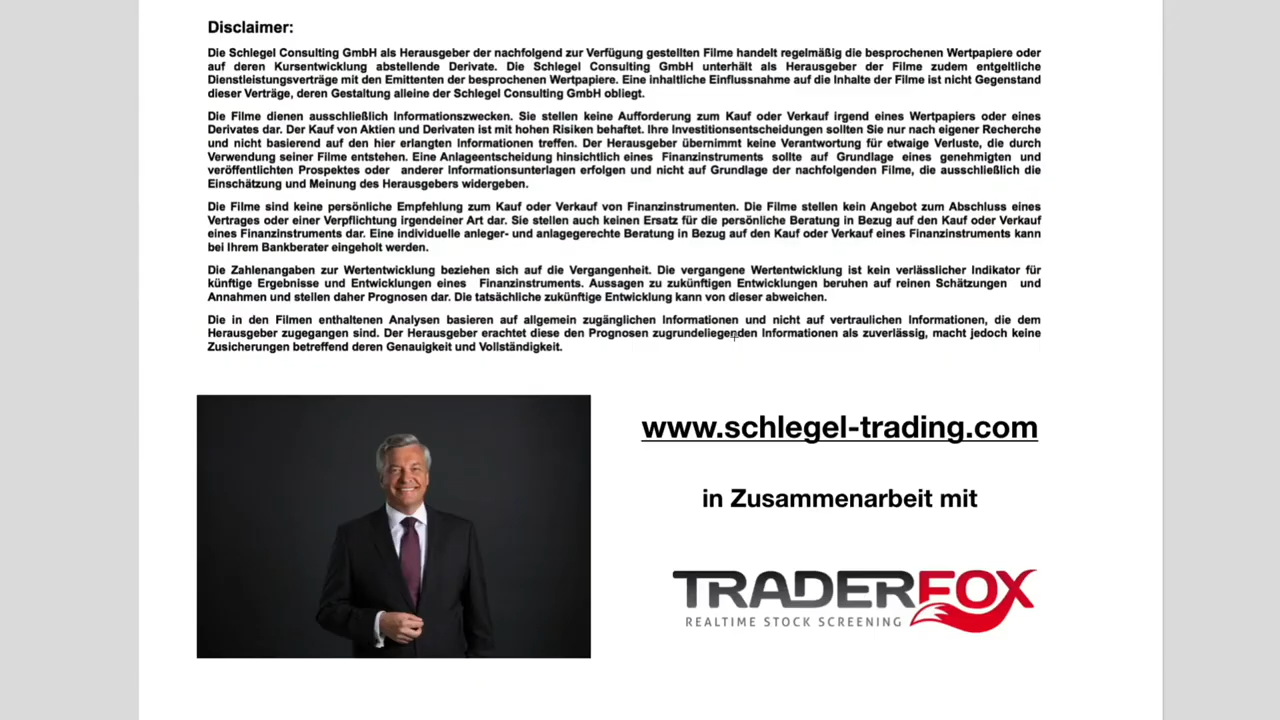 Disclaimer:
Die Schlegel Consulting GmbH als Herausgeber der nachfolgend zur Verfügung gestellten Filme handelt regelmäßig die besprochenen Wertpapiere oder
auf deren Kursentwicklung abstellende Derivate. Die Schlegel Consulting GmbH unterhält als Herausgeber der Filme zudem entgeltliche
Dienstleistungsverträge mit den Emittenten der besprochenen Wertpapiere. Eine inhaltliche Einflussnahme auf die Inhalte der Filme ist nicht Gegenstand
dieser Verträge, deren Gestaltung alleine der Schlegel Consulting GmbH obliegt.
Die Filme dienen ausschließlich Informationszwecken. Sie stellen keine Aufforderung zum Kauf oder Verkauf irgend eines Wertpapiers oder eines
Derivates dar. Der Kauf von Aktien und Derivaten ist mit hohen Risiken behaftet. Ihre Investitionsentscheidungen sollten Sie nur nach eigener Recherche
und nicht basierend auf den hier erlangten Informationen treffen. Der Herausgeber übernimmt keine Verantwortung für etwaige Verluste, die durch
Verwendung seiner Filme entstehen. Eine Anlageentscheidung hinsichtlich eines Finanzinstruments sollte auf Grundlage eines genehmigten und
veröffentlichten Prospektes oder anderer Informationsunterlagen erfolgen und nicht auf Grundlage der nachfolgenden Filme, die ausschließlich die
Einschätzung und Meinung des Herausgebers widergeben.
Die Filme sind keine persönliche Empfehlung zum Kauf oder Verkauf von Finanzinstrumenten. Die Filme stellen kein Angebot zum Abschluss eines
Vertrages oder einer Verpflichtung irgendeiner Art dar. Sie stellen auch keinen Ersatz für die persönliche Beratung in Bezug auf den Kauf oder Verkauf
eines Finanzinstruments dar. Eine individuelle anleger- und anlagegerechte Beratung in Bezug auf den Kauf oder Verkauf eines Finanzinstruments kann
bei Ihrem Bankberater eingeholt werden.
Die Zahlenangaben zur Wertentwicklung beziehen sich auf die Vergangenheit. Die vergangene Wertentwicklung ist kein verlässlicher Indikator für
künftige Ergebnisse und Entwicklungen eines Finanzinstruments. Aussagen zu zukünftigen Entwicklungen beruhen auf reinen Schätzungen und
Annahmen und stellen daher Prognosen dar. Die tatsächliche zukünftige Entwicklung kann von dieser abweichen.
Die in den Filmen enthaltenen Analysen basieren auf allgemein zugänglichen Informationen und nicht auf vertraulichen Informationen, die dem
Herausgeber zugegangen sind. Der Herausgeber erachtet diese den Prognosen zugrundeliegenden Informationen als zuverlässig, macht jedoch keine
Zusicherungen betreffend deren Genauigkeit und Vollständigkeit.
www.schlegel-trading.com
in Zusammenarbeit mit
TRADERFOX
REALTIME STOCK SCREENING